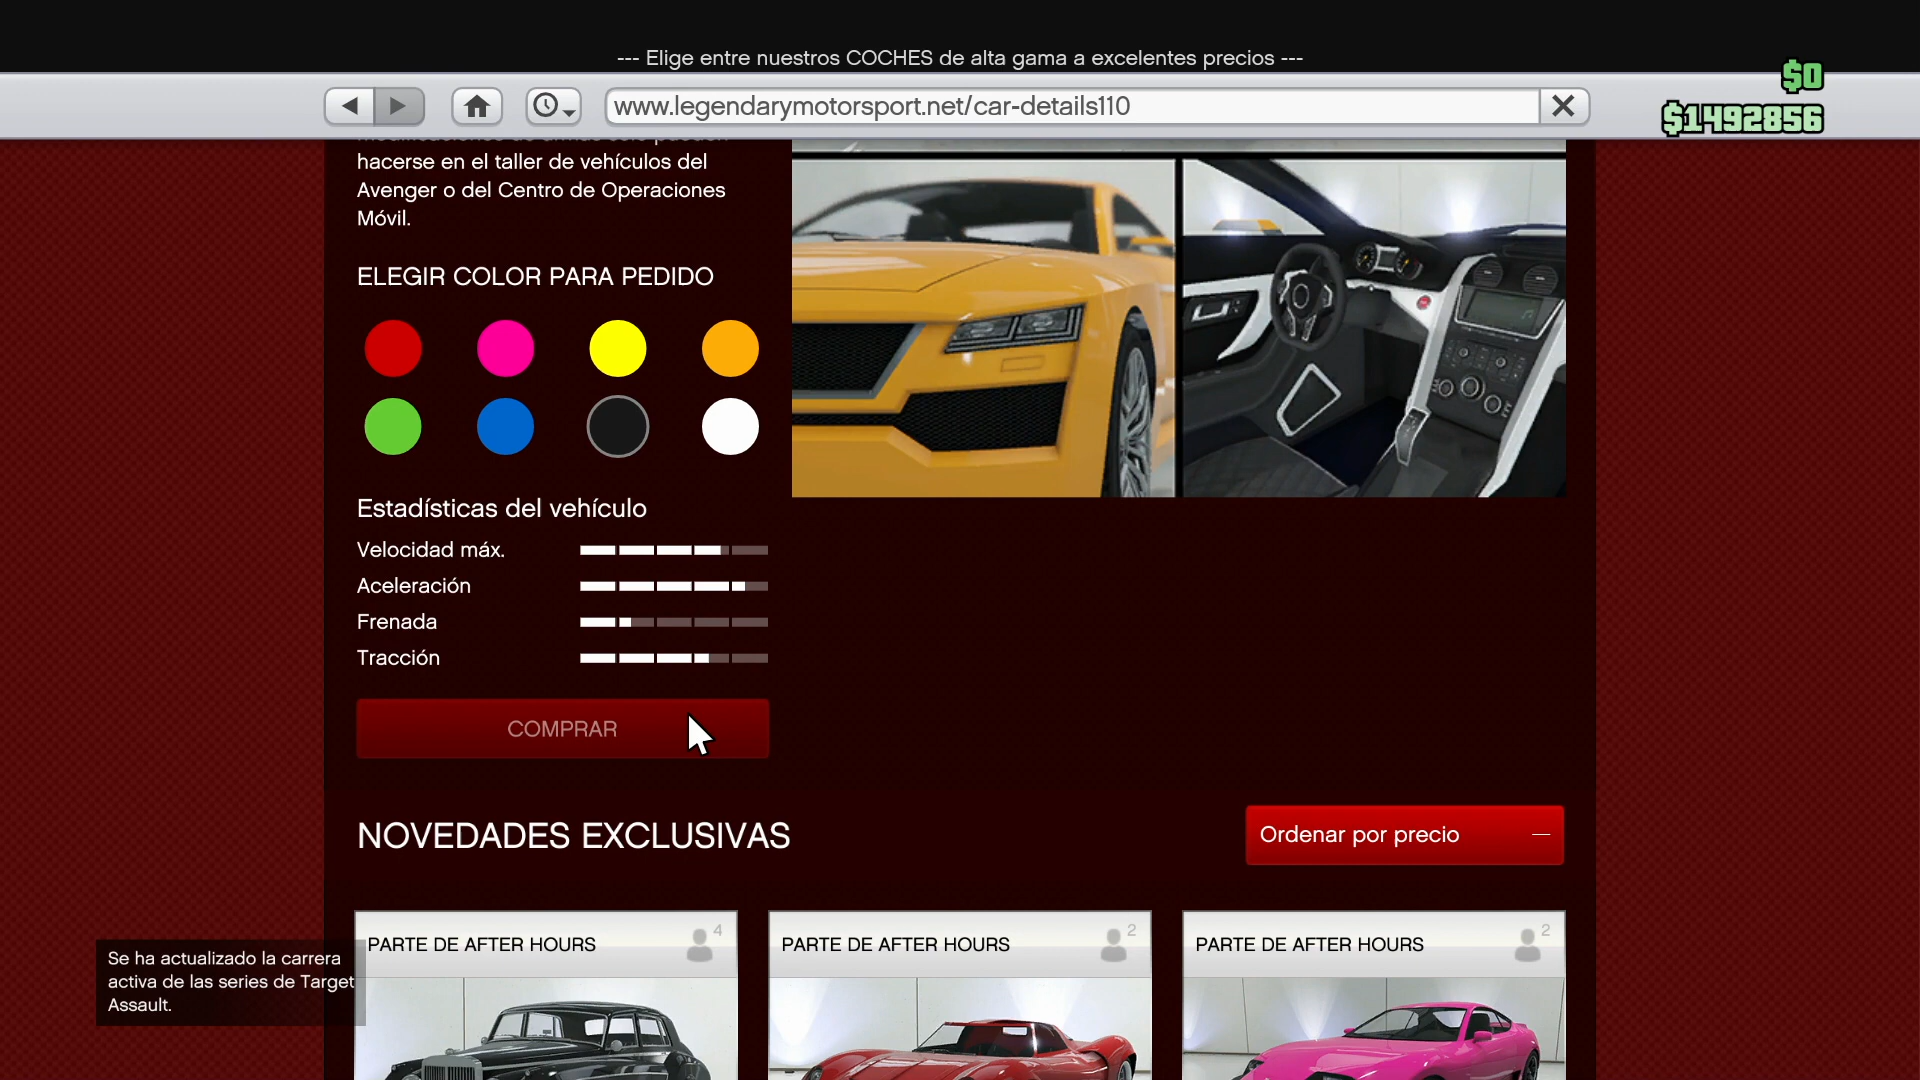 --- Elige entre nuestros COCHES de alta gama a excelentes precios ---
$0
www.legendarymotorsport.net/car-details110
$1492856
hacerse en el taller de vehículos del
Avenger o del Centro de Operaciones
Móvil.
ELEGIR COLOR PARA PEDIDO
Estadísticas del vehículo
Velocidad máx.
Aceleración
Frenada
Tracción
COMPRAR
NOVEDADES EXCLUSIVAS
Ordenar por precio
PARTE DE AFTER HOURS 4
PARTE DE AFTER HOURS 2
PARTE DE AFTER HOURS 2
Se ha actualizado la carrera
activa de las series de Target
Assault.